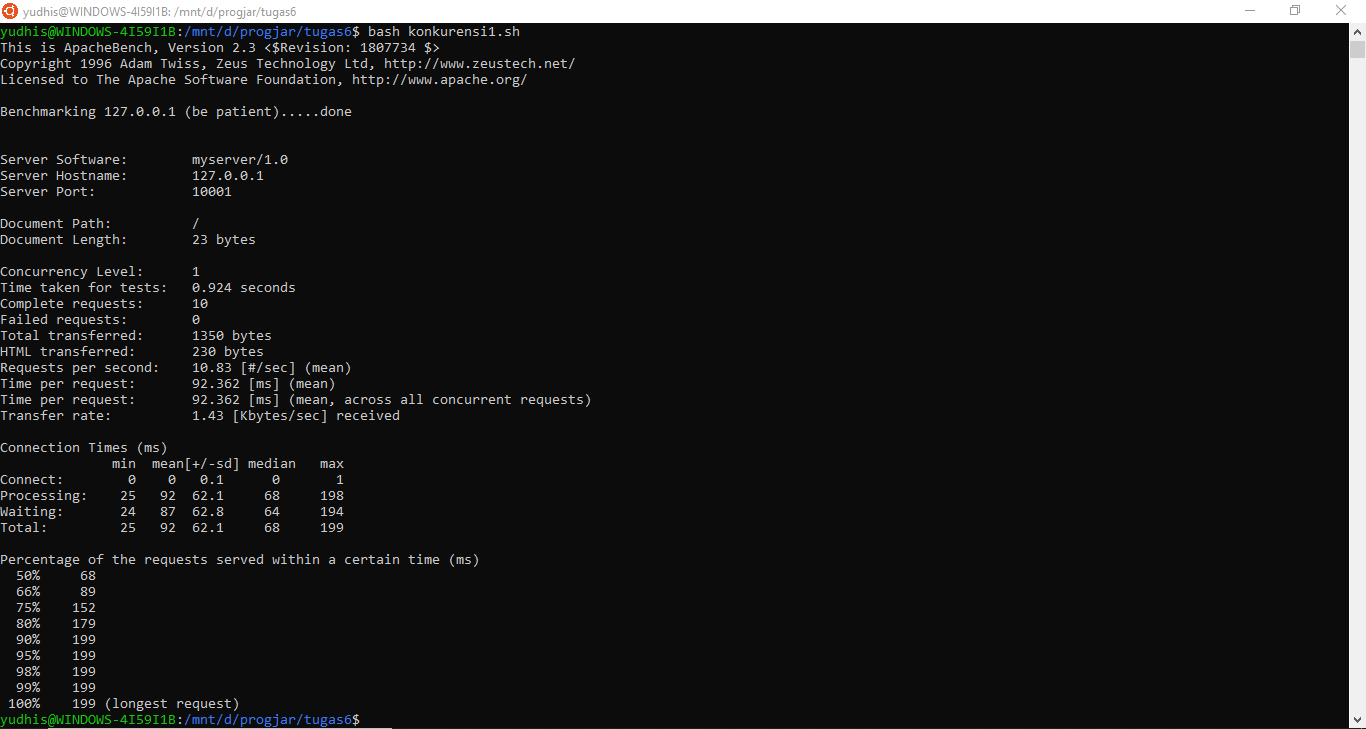 yudhis@WINDOWS-4I59I1B: /mnt/d/progjar/tugas6
yudhis@WINDOWS-4I59I1B:/mnt/d/progjar/tugas6$ bash konkurensi1.sh
This is ApacheBench, Version 2.3 <$Revision: 1807734 $>
Copyright 1996 Adam Twiss, Zeus Technology Ltd, http://www.zeustech.net/
Licensed to The Apache Software Foundation, http://www.apache.org/

Benchmarking 127.0.0.1 (be patient).....done


Server Software:        myserver/1.0
Server Hostname:        127.0.0.1
Server Port:            10001

Document Path:          /
Document Length:        23 bytes

Concurrency Level:      1
Time taken for tests:   0.924 seconds
Complete requests:      10
Failed requests:        0
Total transferred:      1350 bytes
HTML transferred:       230 bytes
Requests per second:    10.83 [#/sec] (mean)
Time per request:       92.362 [ms] (mean)
Time per request:       92.362 [ms] (mean, across all concurrent requests)
Transfer rate:          1.43 [Kbytes/sec] received

Connection Times (ms)
              min  mean[+/-sd] median   max
Connect:        0    0   0.1      0       1
Processing:    25   92  62.1     68     198
Waiting:       24   87  62.8     64     194
Total:         25   92  62.1     68     199

Percentage of the requests served within a certain time (ms)
  50%     68
  66%     89
  75%    152
  80%    179
  90%    199
  95%    199
  98%    199
  99%    199
 100%    199 (longest request)
yudhis@WINDOWS-4I59I1B:/mnt/d/progjar/tugas6$